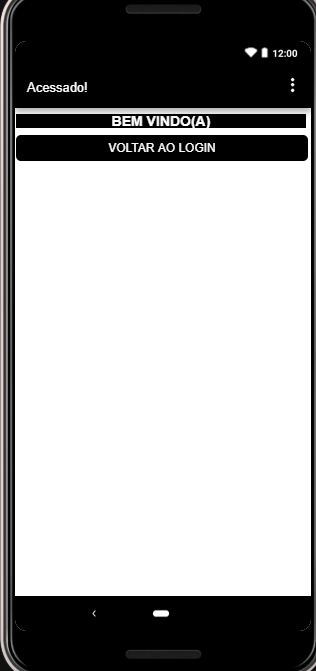 12:00
Acessado!
BEM VINDO(A)
VOLTAR AO LOGIN